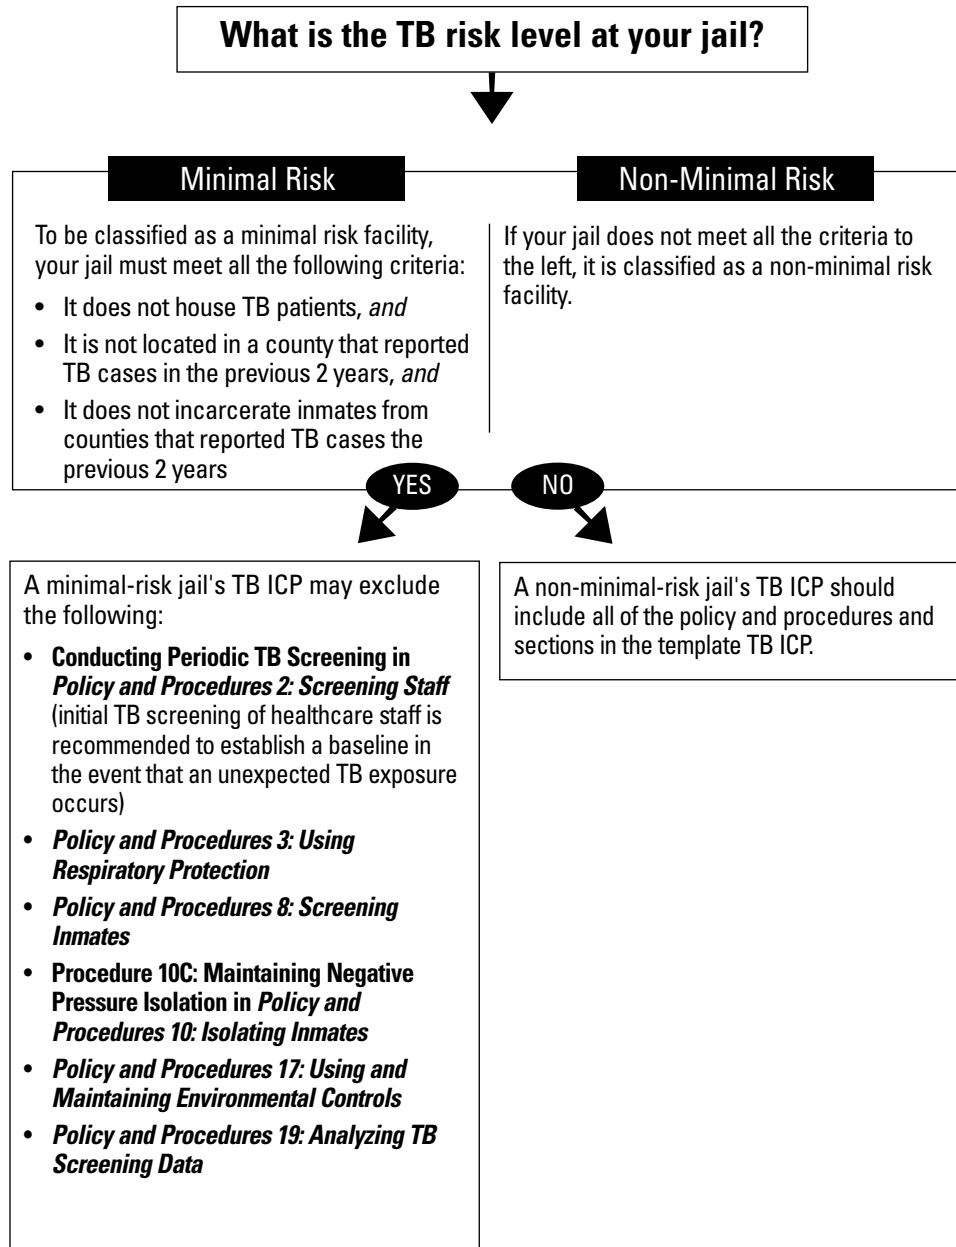 What is the TB risk level at your jail?
Minimal Risk
To be classified as a minimal risk facility,
your jail must meet all the following criteria:
• It does not house TB patients, and
• It is not located in a county that reported
TB cases in the previous 2 years, and
• It does not incarcerate inmates from
counties that reported TB cases the
previous 2 years
Non-Minimal Risk
If your jail does not meet all the criteria to
the left, it is classified as a non-minimal risk
facility.
YES
NO
A minimal-risk jail's TB ICP may exclude
the following:
• Conducting Periodic TB Screening in
Policy and Procedures 2: Screening Staff
(initial TB screening of healthcare staff is
recommended to establish a baseline in
the event that an unexpected TB exposure
occurs)
• Policy and Procedures 3: Using
Respiratory Protection
• Policy and Procedures 8: Screening
Inmates
• Procedure 10C: Maintaining Negative
Pressure Isolation in Policy and
Procedures 10: Isolating Inmates
• Policy and Procedures 17: Using and
Maintaining Environmental Controls
• Policy and Procedures 19: Analyzing TB
Screening Data
A non-minimal-risk jail's TB ICP should
include all of the policy and procedures and
sections in the template TB ICP.